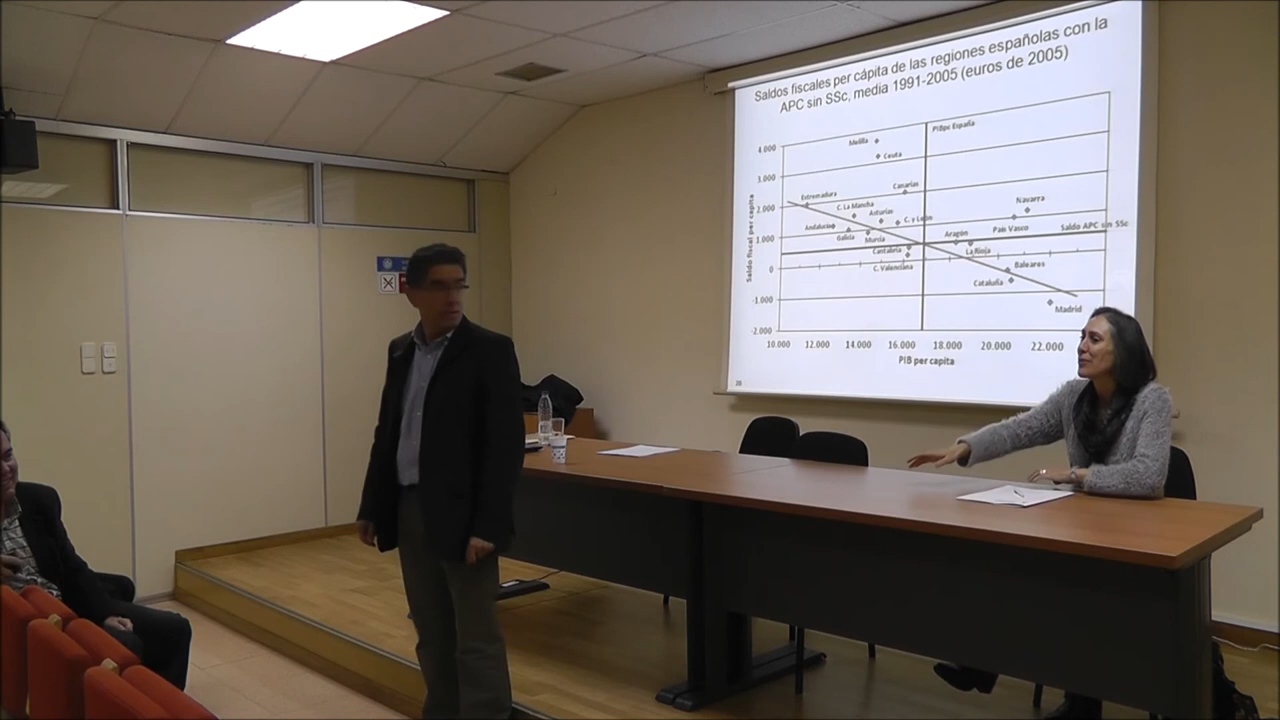 Saldos fiscales per cápita de las regiones españolas con la
APC sin SSc, media 1991-2005 (euros de 2005)
PIBpc España
4.000
Melilla
Ceuta
3.000
Canarias
Extremadura
2.000
C. La Mancha
Navarra
Asturias
C. y León
Andalucía
País Vasco
Saldo APC sin SSc
1.000
Galicia
Murcia
Aragón
Cantabria
La Rioja
0
C. Valenciana
Baleares
Cataluña
-1.000
Madrid
-2.000
Saldo fiscal per capita
10.000 12.000 14.000 16.000 18.000 20.000 22.000
PIB per capita